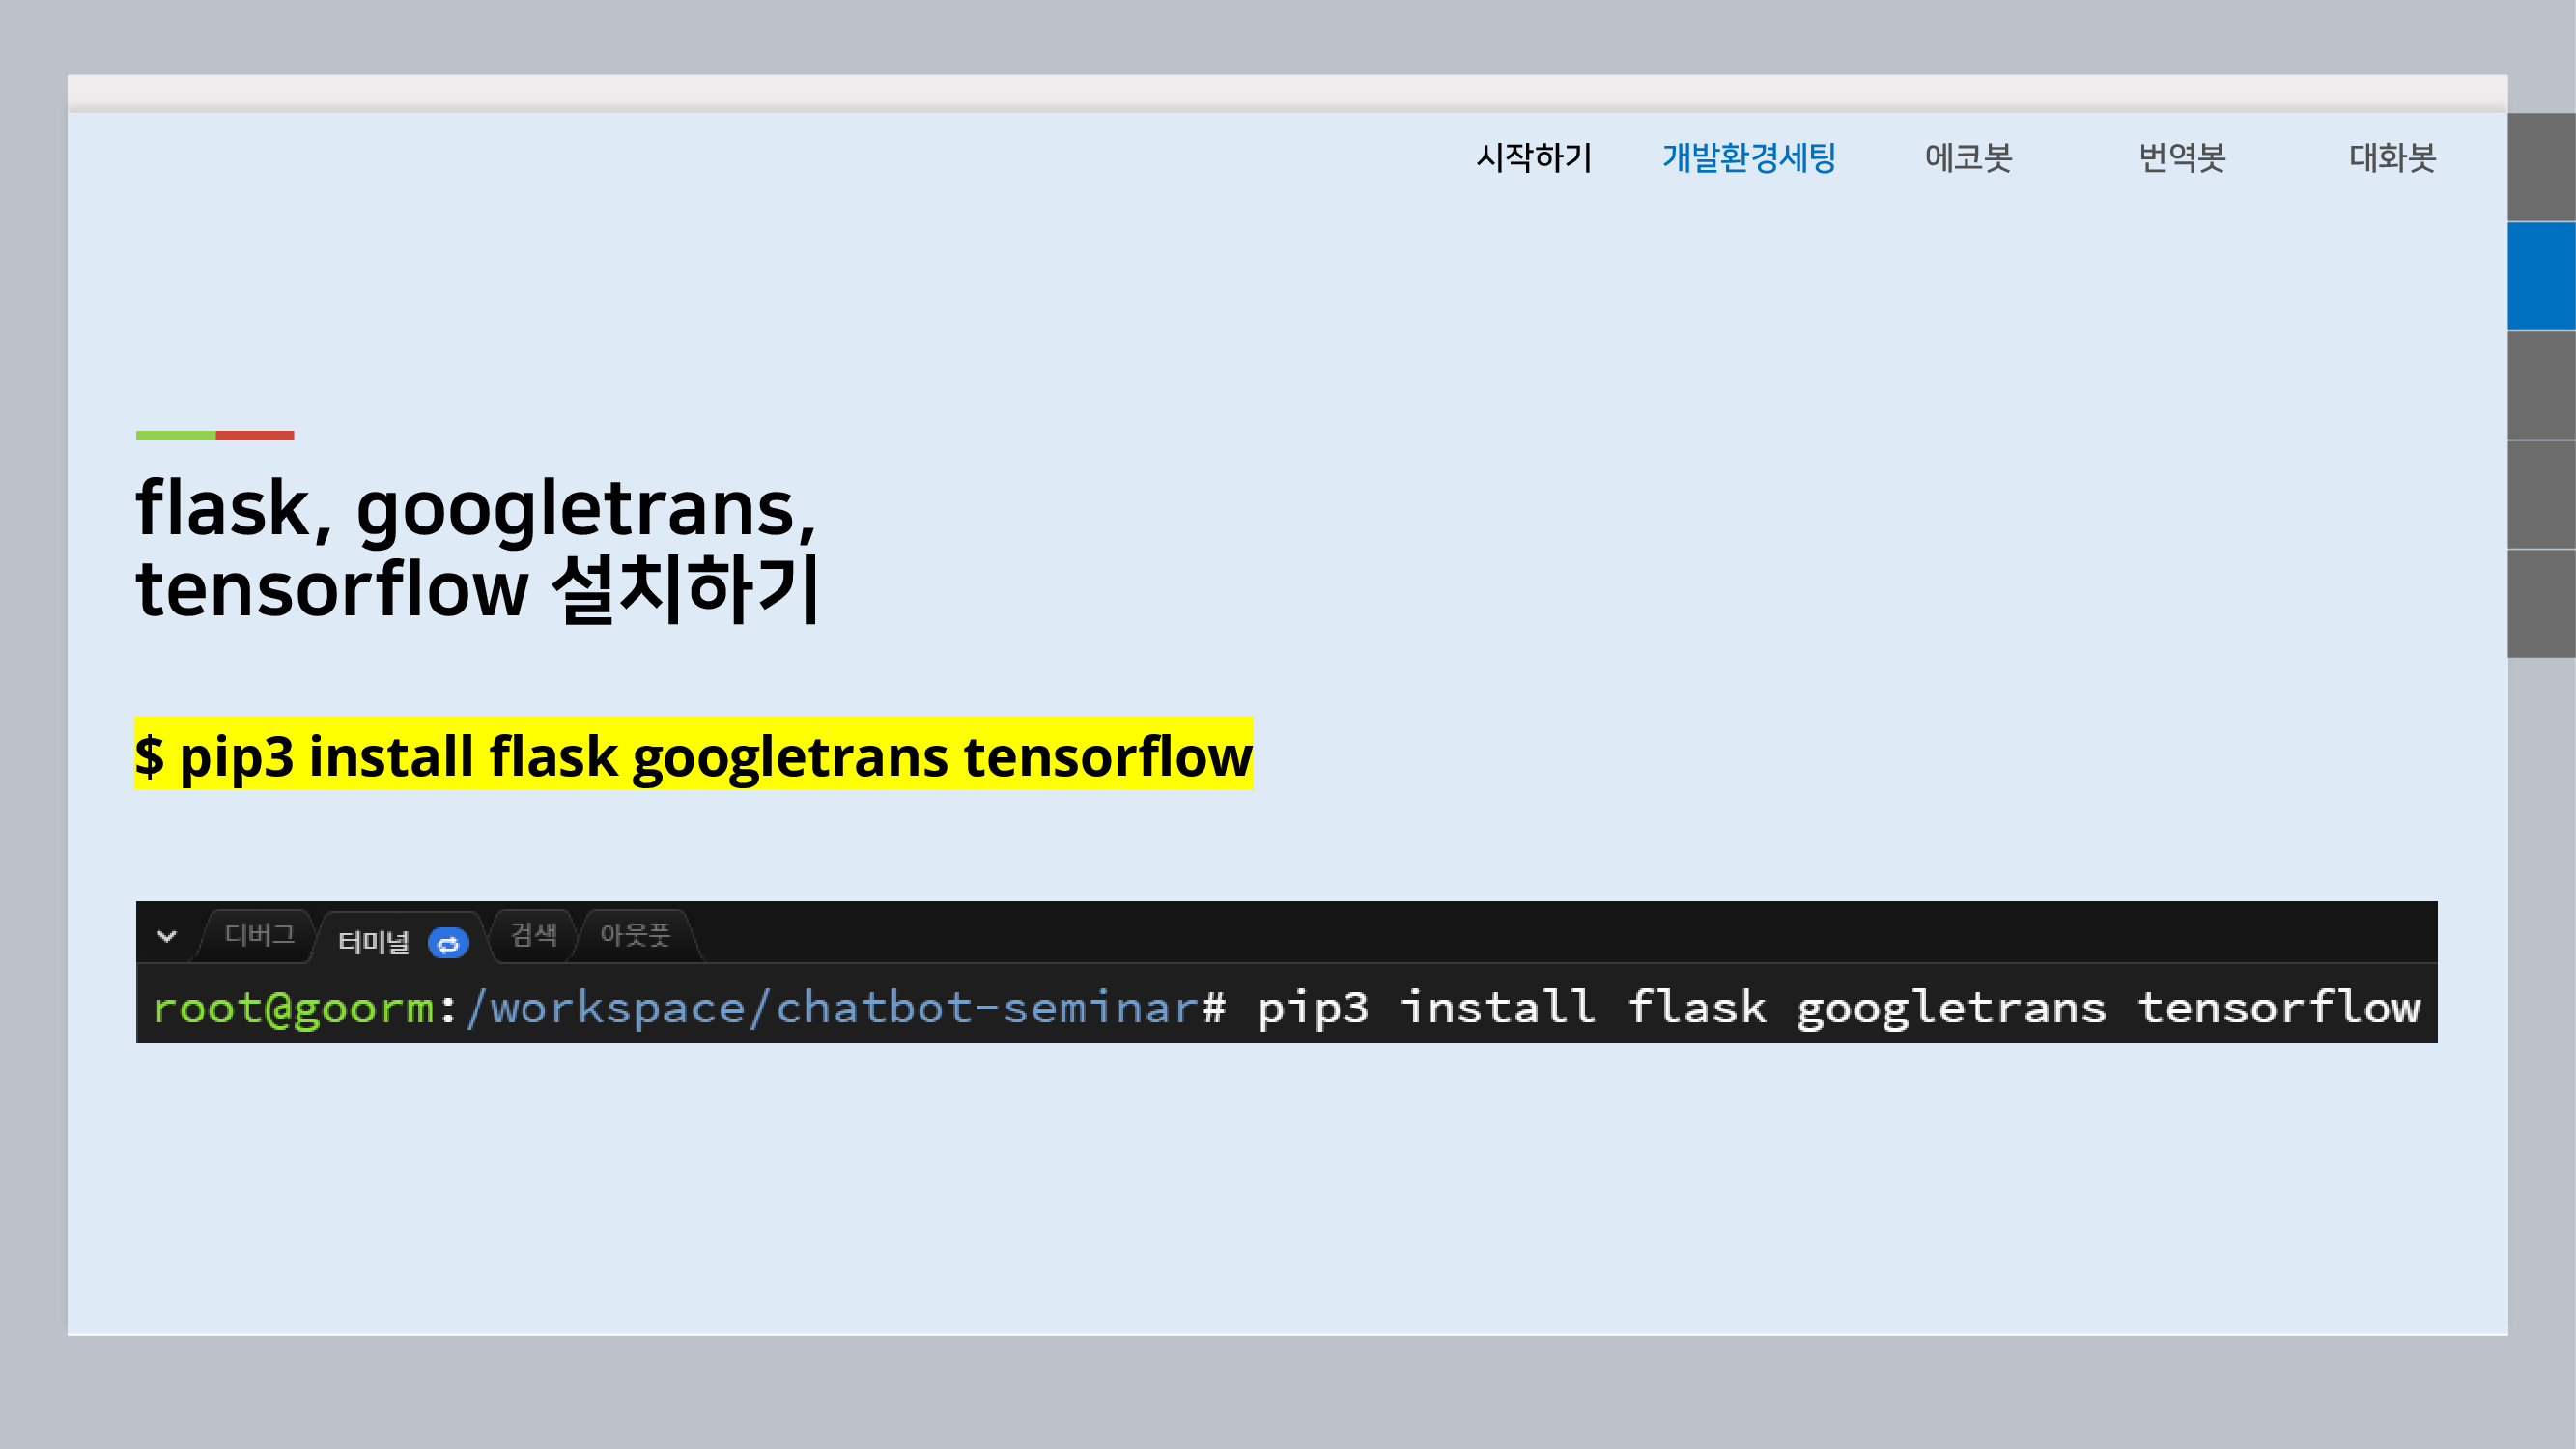 시작하기 개발환경세팅 에코봇 번역봇 대화봇
flask, googletrans,
tensorflow 설치하기
$ pip3 install flask googletrans tensorflow
디버그 터미널 검색 아웃풋
root@goorm:/workspace/chatbot-seminar# pip3 install flask googletrans tensorflow